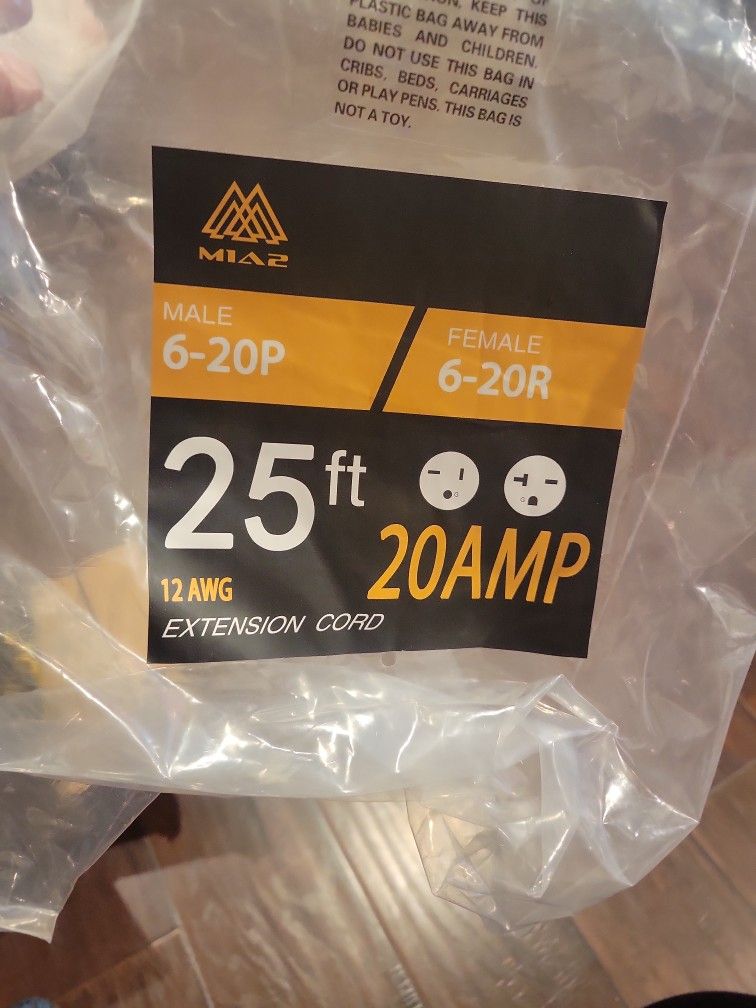 KEEP THIS
PLASTIC BAG AWAY FROM
BABIES AND CHILDREN.
DO NOT USE THIS BAG IN
CRIBS, BEDS, CARRIAGES
OR PLAY PENS. THIS BAG IS
NOT A TOY.
M1A2
MALE
6-20P
FEMALE
6-20R
25ft
G
G
20AMP
12 AWG
EXTENSION CORD